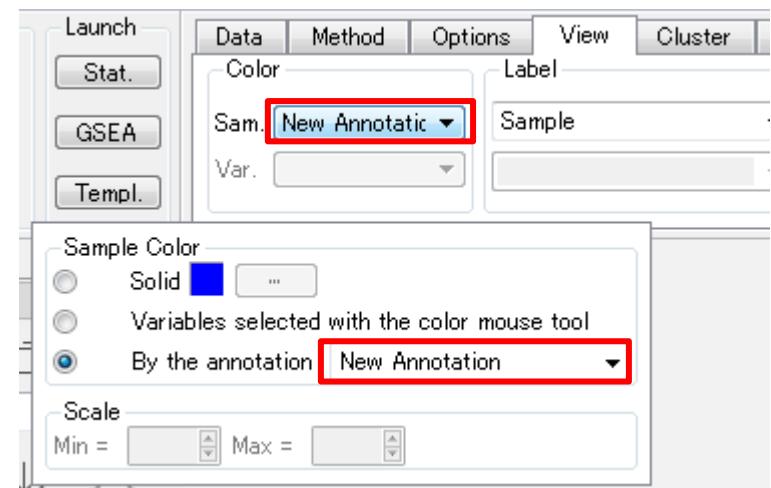 Launch
Data Method Options View Cluster
Stat.
Color
Label
GSEA
Sam. New Annotatic
Sample
Var.
Templ.
Sample Color
Solid ...
Variables selected with the color mouse tool
By the annotation New Annotation
Scale
Min = Max =